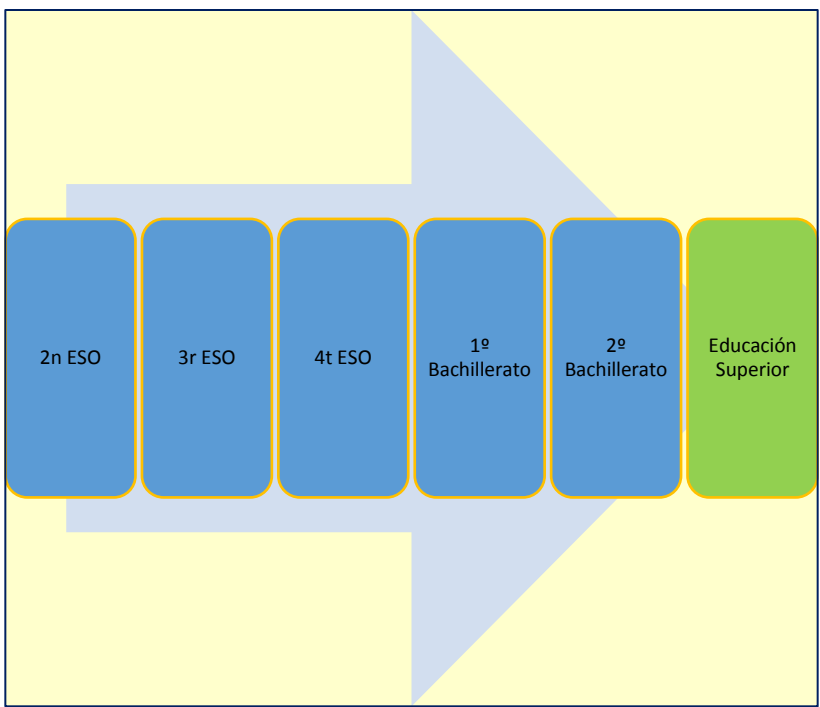 2n ESO
3r ESO
4t ESO
1º
Bachillerato
2º
Bachillerato
Educación
Superior